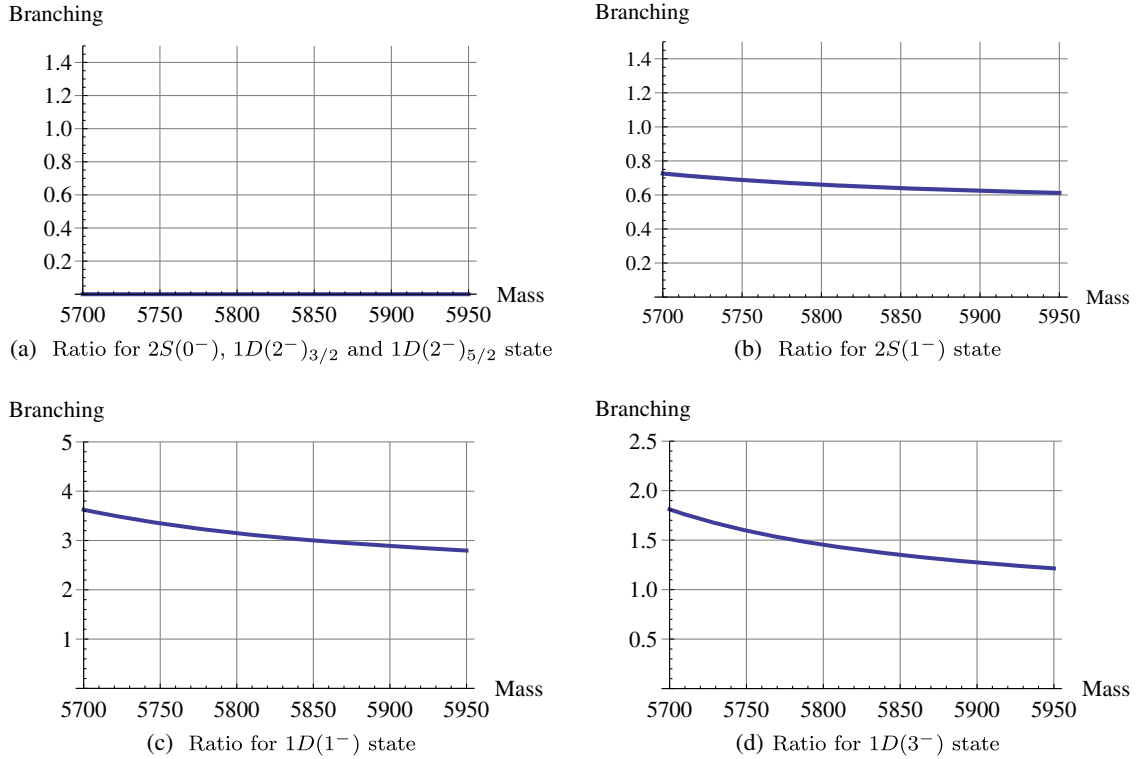 Branching
1.4
1.2
1.0
0.8
0.6
0.4
0.2
Mass
5700 5750 5800 5850 5900 5950
(a) Ratio for 2S(0⁻), 1D(2⁻)₃/₂ and 1D(2⁻)₅/₂ state
Branching
1.4
1.2
1.0
0.8
0.6
0.4
0.2
Mass
5700 5750 5800 5850 5900 5950
(b) Ratio for 2S(1⁻) state
Branching
5
4
3
2
1
Mass
5700 5750 5800 5850 5900 5950
(c) Ratio for 1D(1⁻) state
Branching
2.5
2.0
1.5
1.0
0.5
Mass
5700 5750 5800 5850 5900 5950
(d) Ratio for 1D(3⁻) state